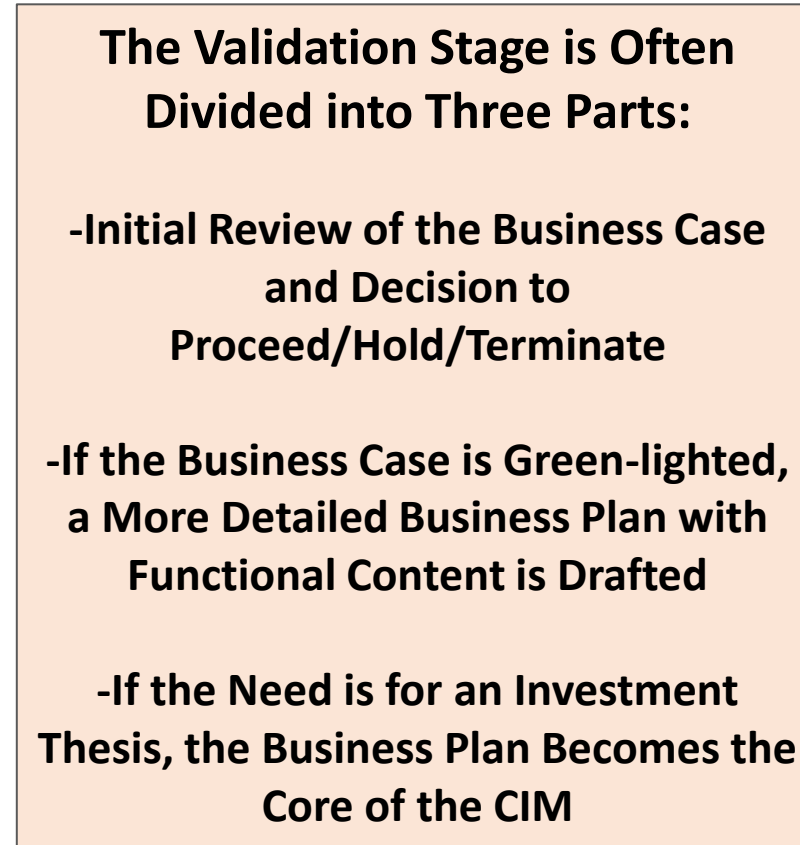 The Validation Stage is Often
Divided into Three Parts:
-Initial Review of the Business Case
and Decision to
Proceed/Hold/Terminate
-If the Business Case is Green-lighted,
a More Detailed Business Plan with
Functional Content is Drafted
-If the Need is for an Investment
Thesis, the Business Plan Becomes the
Core of the CIM